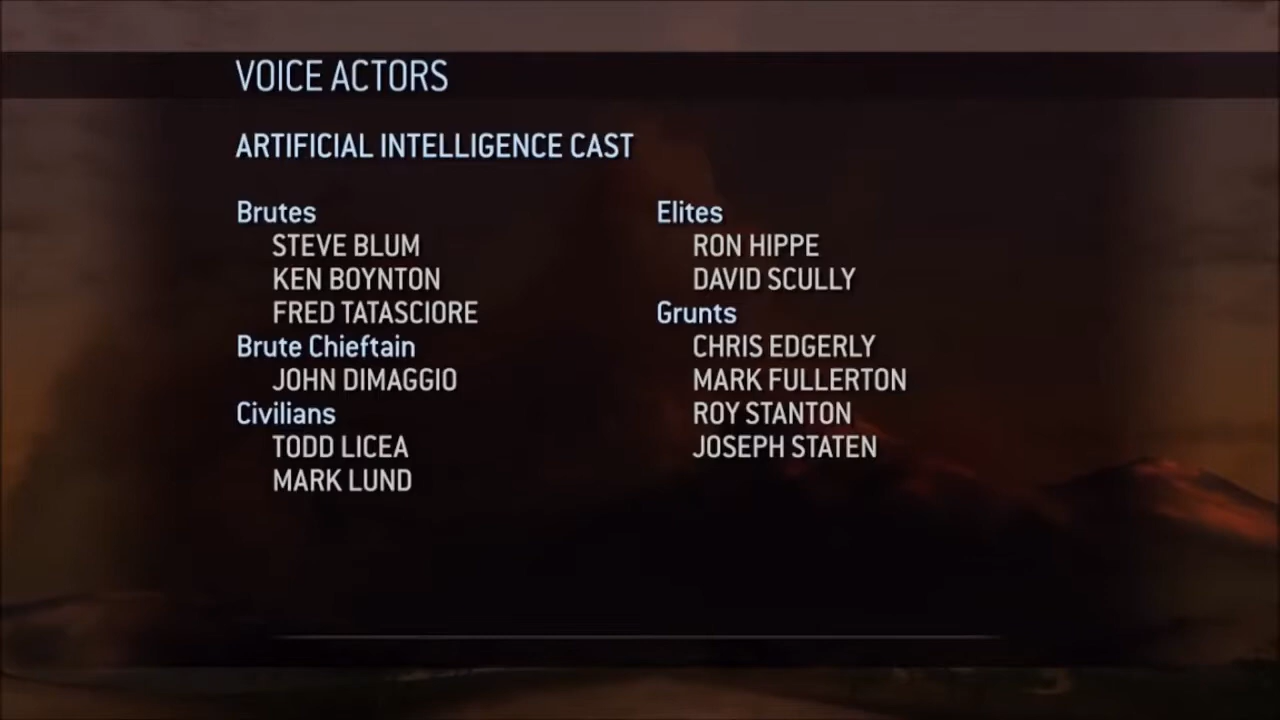 VOICE ACTORS
ARTIFICIAL INTELLIGENCE CAST
Brutes
STEVE BLUM
KEN BOYNTON
FRED TATASCIORE
Brute Chieftain
JOHN DIMAGGIO
Civilians
TODD LICEA
MARK LUND
Elites
RON HIPPE
DAVID SCULLY
Grunts
CHRIS EDGERLY
MARK FULLERTON
ROY STANTON
JOSEPH STATEN